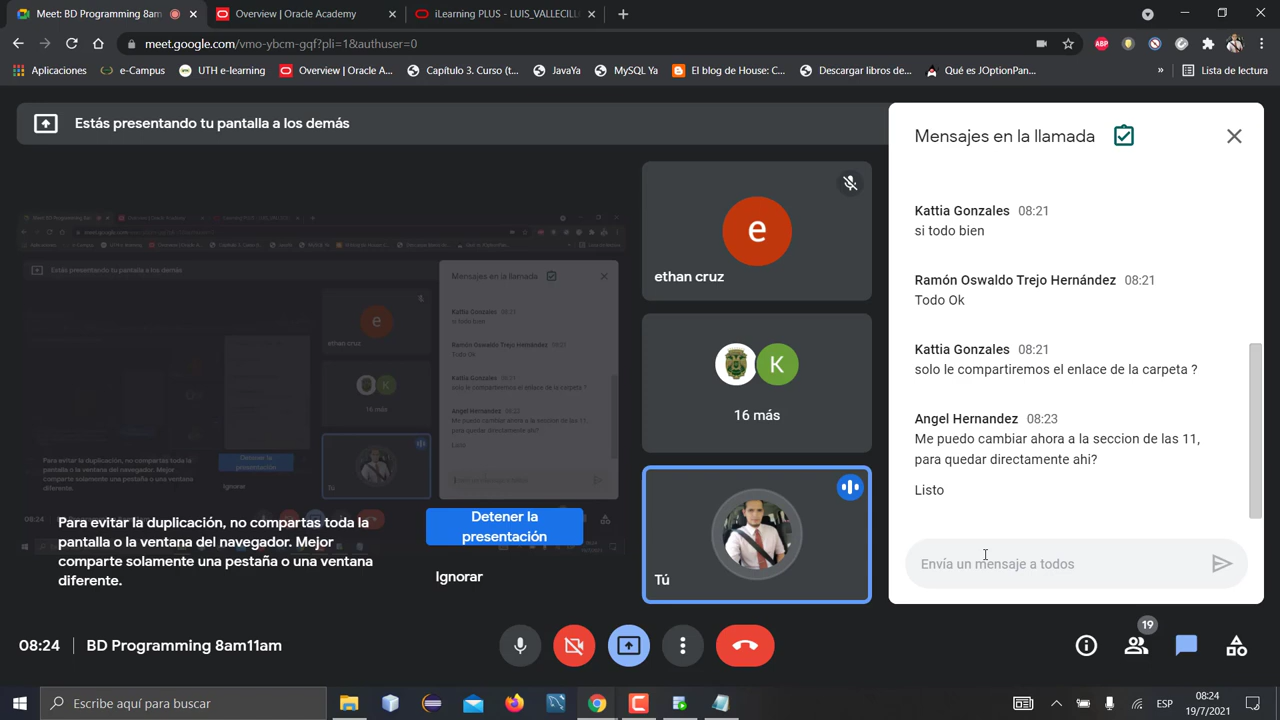 Meet: BD Programming 8am
Overview | Oracle Academy
iLearning PLUS - LUIS_VALLECILL
meet.google.com/vmo-ybcm-gqf?pli=1&authuser=0
ABP
Aplicaciones
e-Campus
UTH e-learning
Overview | Oracle A...
Capítulo 3. Curso (t...
JavaYa
MySQL Ya
El blog de House: C...
Descargar libros de...
Qué es JOptionPan...
»
Lista de lectura
Estás presentando tu pantalla a los demás
Mensajes en la llamada
Kattia Gonzales 08:21
si todo bien
Ramón Oswaldo Trejo Hernández 08:21
Todo Ok
Kattia Gonzales 08:21
solo le compartiremos el enlace de la carpeta ?
Angel Hernandez 08:23
Me puedo cambiar ahora a la seccion de las 11,
para quedar directamente ahi?
Listo
Envía un mensaje a todos
e
ethan cruz
K
16 más
Tú
Para evitar la duplicación, no compartas toda la
pantalla o la ventana del navegador. Mejor
comparte solamente una pestaña o una ventana
diferente.
Detener la
presentación
Ignorar
08:24 | BD Programming 8am11am
19
Escribe aquí para buscar
ESP
08:24
19/7/2021